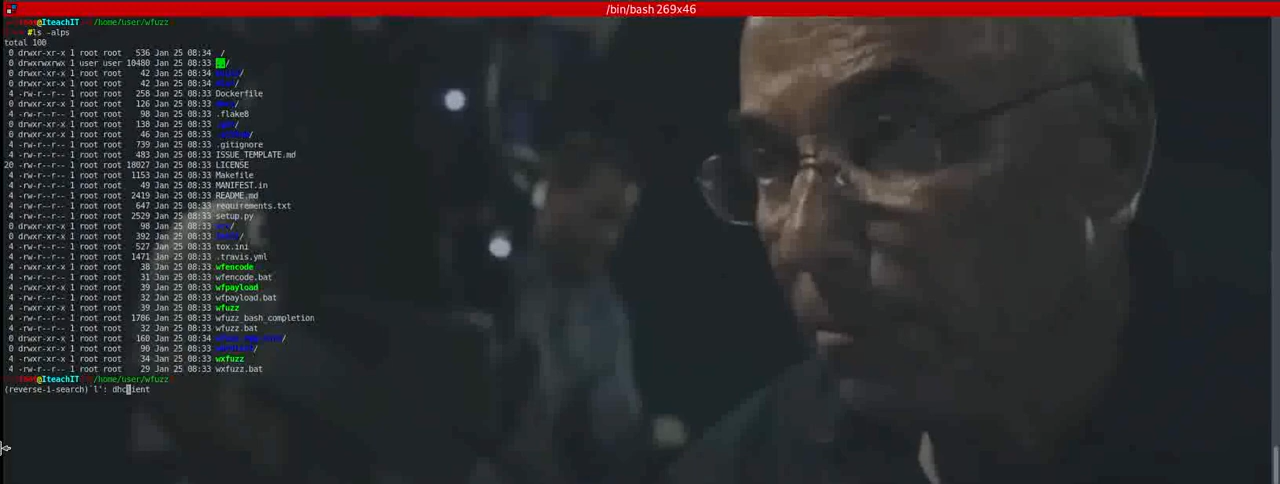 /bin/bash 269x46
@IteachIT /home/user/wfuzz
#ls -alps
total 100
0 drwxr-xr-x 1 root root 536 Jan 25 08:34 /
0 drwxrwxrwx 1 user user 10480 Jan 25 08:33 ../
0 drwxr-xr-x 1 root root 42 Jan 25 08:34 /
0 drwxr-xr-x 1 root root 42 Jan 25 08:34 /
4 -rw-r--r-- 1 root root 258 Jan 25 08:33 Dockerfile
0 drwxr-xr-x 1 root root 126 Jan 25 08:33 /
4 -rw-r--r-- 1 root root 98 Jan 25 08:33 .flake8
0 drwxr-xr-x 1 root root 138 Jan 25 08:33 /
0 drwxr-xr-x 1 root root 46 Jan 25 08:33 /
4 -rw-r--r-- 1 root root 739 Jan 25 08:33 .gitignore
4 -rw-r--r-- 1 root root 483 Jan 25 08:33 ISSUE_TEMPLATE.md
20 -rw-r--r-- 1 root root 18027 Jan 25 08:33 LICENSE
4 -rw-r--r-- 1 root root 1153 Jan 25 08:33 Makefile
4 -rw-r--r-- 1 root root 49 Jan 25 08:33 MANIFEST.in
4 -rw-r--r-- 1 root root 2419 Jan 25 08:33 README.md
4 -rw-r--r-- 1 root root 647 Jan 25 08:33 requirements.txt
4 -rw-r--r-- 1 root root 2529 Jan 25 08:33 setup.py
0 drwxr-xr-x 1 root root 98 Jan 25 08:33 /
0 drwxr-xr-x 1 root root 392 Jan 25 08:33 /
4 -rw-r--r-- 1 root root 527 Jan 25 08:33 tox.ini
4 -rw-r--r-- 1 root root 1471 Jan 25 08:33 .travis.yml
4 -rwxr-xr-x 1 root root 38 Jan 25 08:33 wfencode
4 -rw-r--r-- 1 root root 31 Jan 25 08:33 wfencode.bat
4 -rwxr-xr-x 1 root root 39 Jan 25 08:33 wfpayload
4 -rw-r--r-- 1 root root 32 Jan 25 08:33 wfpayload.bat
4 -rwxr-xr-x 1 root root 39 Jan 25 08:33 wfuzz
4 -rw-r--r-- 1 root root 1786 Jan 25 08:33 wfuzz_bash_completion
4 -rw-r--r-- 1 root root 32 Jan 25 08:33 wfuzz.bat
0 drwxr-xr-x 1 root root 160 Jan 25 08:34 /
0 drwxr-xr-x 1 root root 90 Jan 25 08:33 /
4 -rwxr-xr-x 1 root root 34 Jan 25 08:33 wxfuzz
4 -rw-r--r-- 1 root root 29 Jan 25 08:33 wxfuzz.bat
@IteachIT /home/user/wfuzz
(reverse-i-search)`l': dhclient